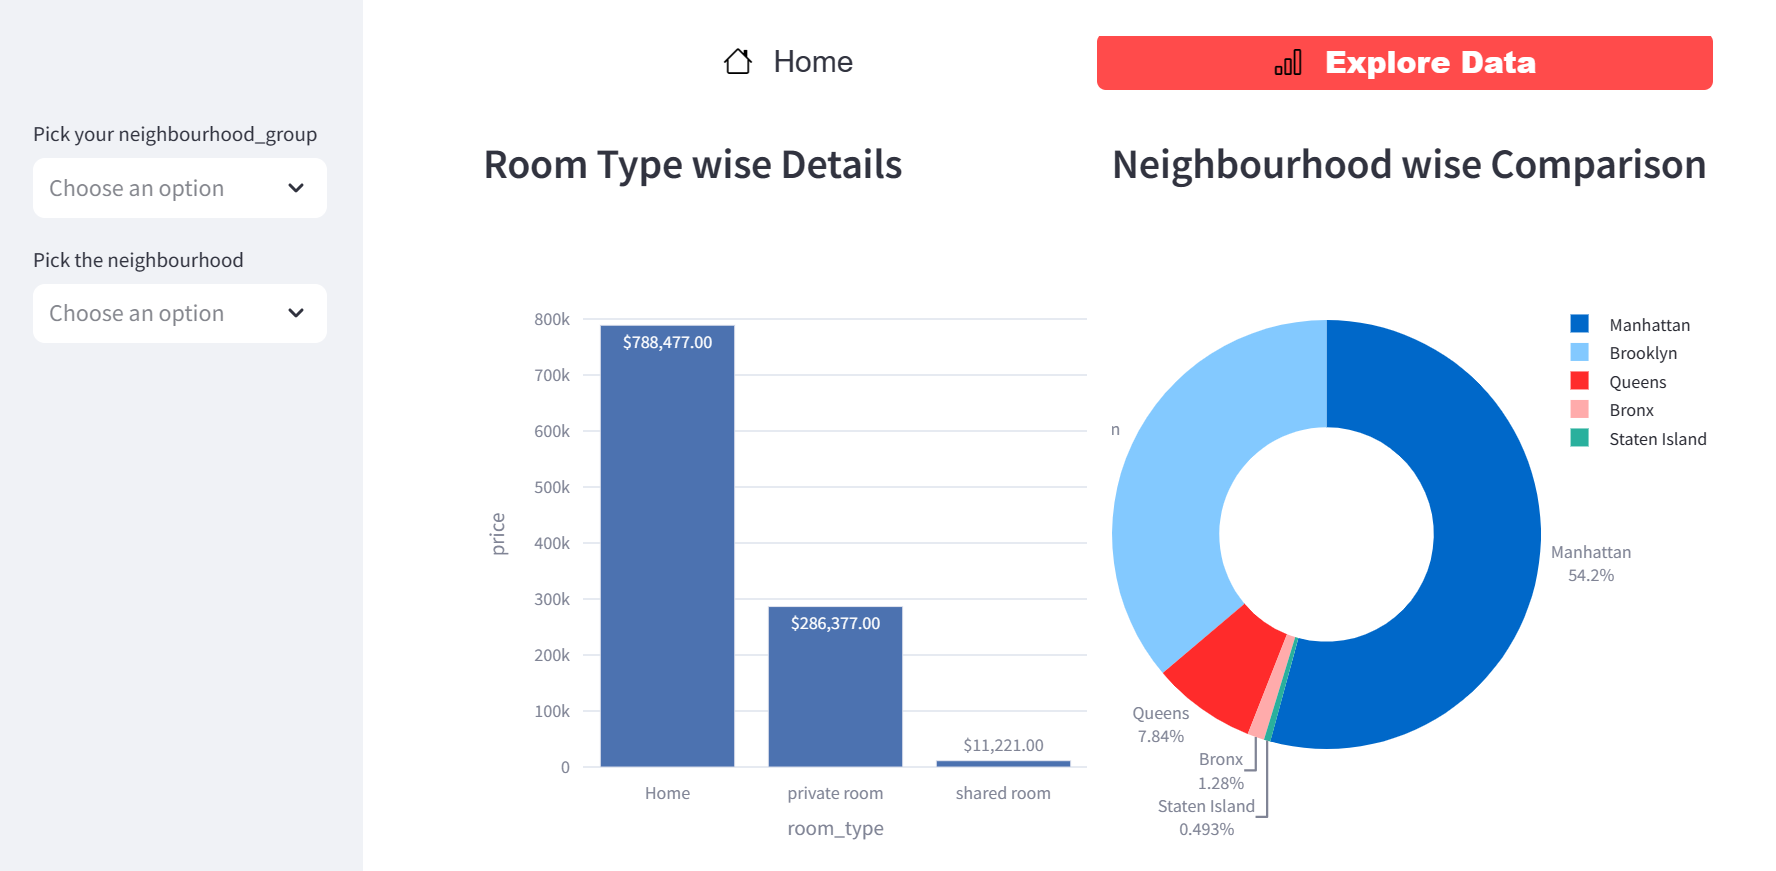 Home
Explore Data
Pick your neighbourhood_group
Choose an option
Pick the neighbourhood
Choose an option
Room Type wise Details
800k
700k
600k
500k
400k
300k
200k
100k
0
price
$788,477.00
$286,377.00
$11,221.00
Home
private room
shared room
room_type
Neighbourhood wise Comparison
n
Manhattan
54.2%
Queens
7.84%
Bronx
1.28%
Staten Island
0.493%
Manhattan
Brooklyn
Queens
Bronx
Staten Island